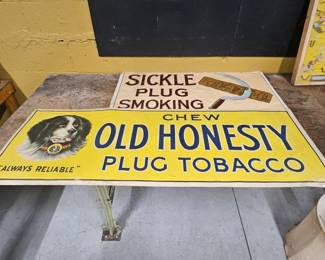 SICKLE
PLUG
SMOKING
CHEW
OLD HONESTY
PLUG TOBACCO
"ALWAYS RELIABLE"